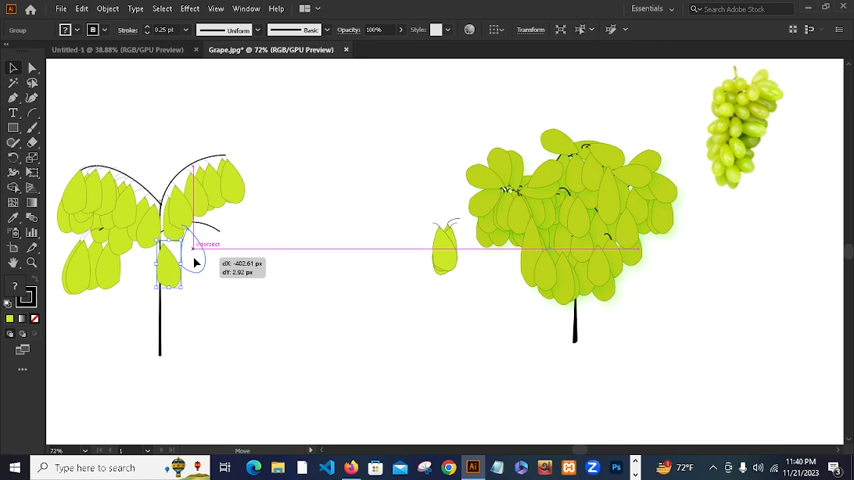 Ai File Edit Object Type Select Effect View Window Help Essentials Search Adobe Stock
Group Stroke: 0.25 pt Uniform Basic Opacity: 100% Style: Transform
Untitled-1 @ 38.88% (RGB/GPU Preview) × Grape.jpg* @ 72% (RGB/GPU Preview) ×
intersect
dX: -402.61 px
dY: 2.92 px
72% 1 Move
Type here to search 72°F 11:40 PM
11/21/2023